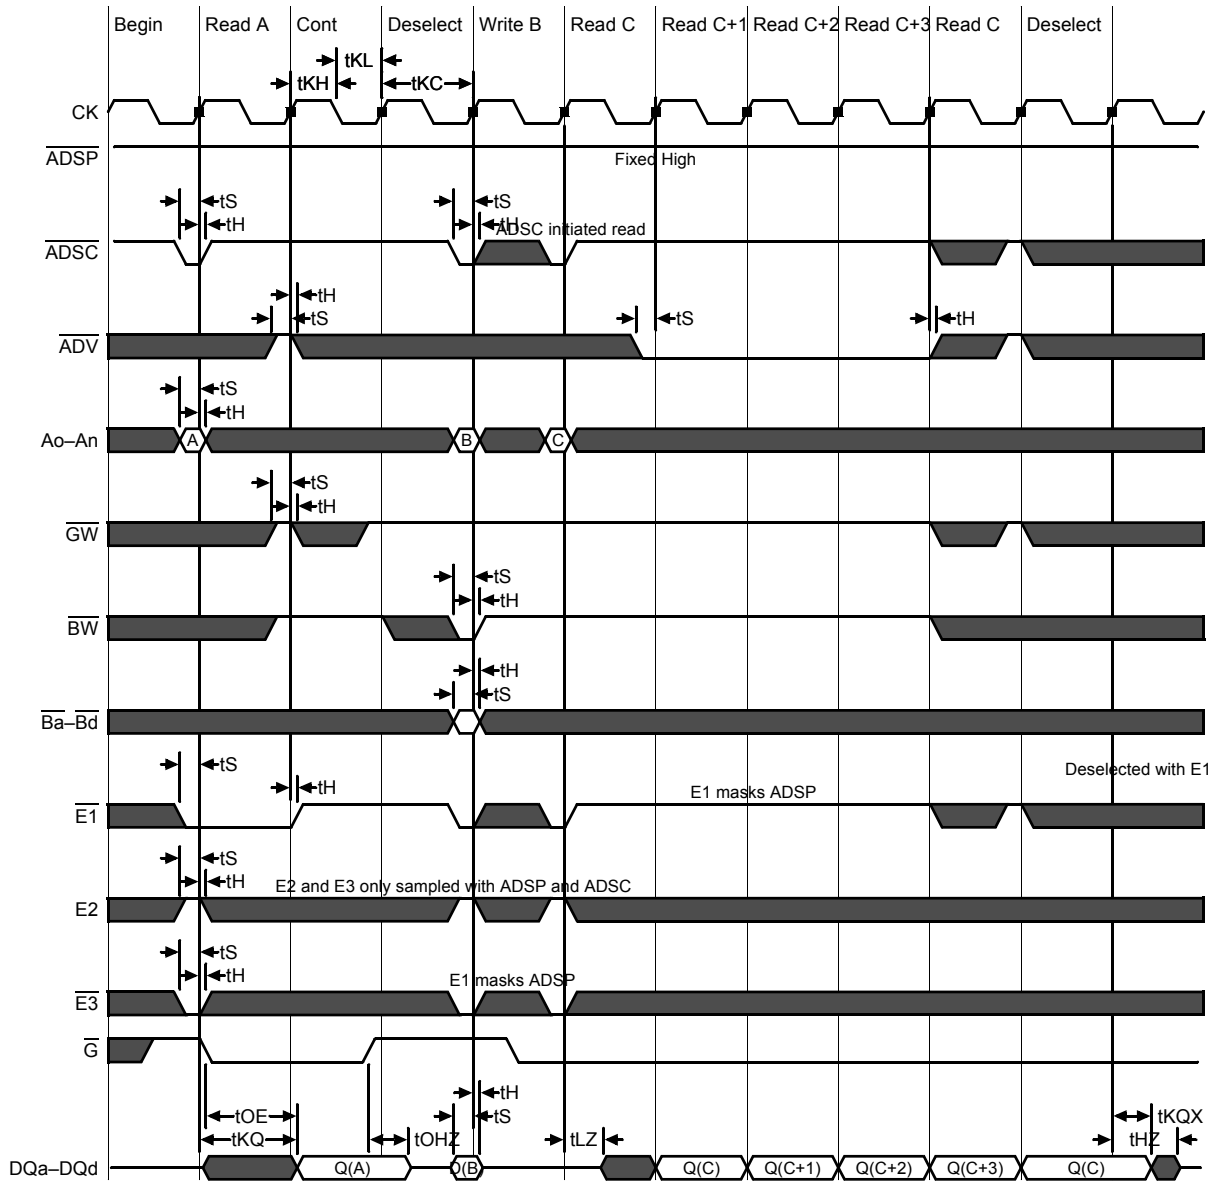 Begin Read A Cont Deselect Write B Read C Read C+1 Read C+2 Read C+3 Read C Deselect
tKL
tKH tKC
CK
ADSP
Fixed High
tS tS
tH tH
ADSC initiated read
ADSC
tH
tS tS tH
ADV
tS
tH
Ao–An A B C
tS
tH
GW
tS
tH
BW
tH
tS
Ba–Bd
tS Deselected with E1
tH
E1 masks ADSP
E1
tS
tH
E2 and E3 only sampled with ADSP and ADSC
E2
tS
tH
E1 masks ADSP
E3
G
tH
tOE tS tKQX
tKQ tOHZ tLZ tHZ
DQa–DQd Q(A) D(B) Q(C) Q(C+1) Q(C+2) Q(C+3) Q(C)